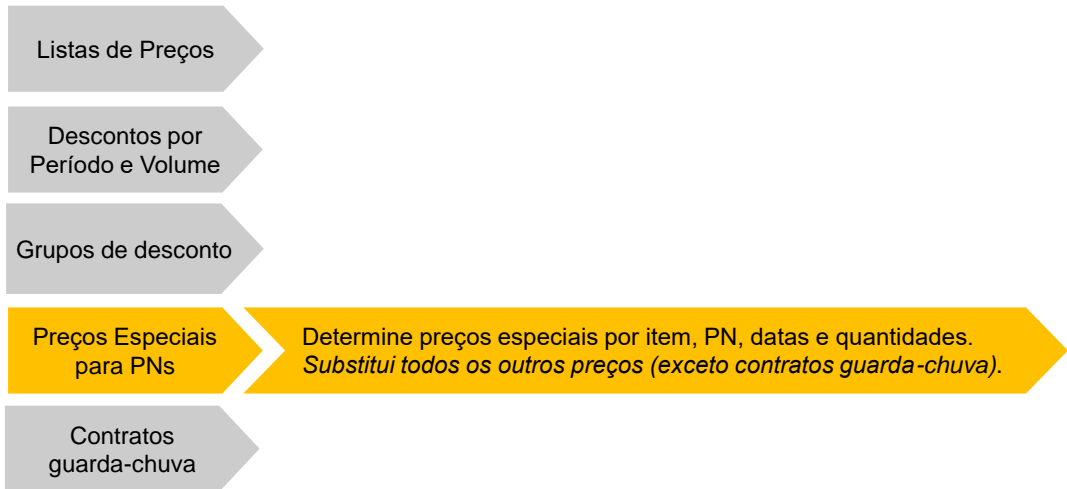 Listas de Preços
Descontos por
Período e Volume
Grupos de desconto
Preços Especiais
para PNs
Determine preços especiais por item, PN, datas e quantidades.
Substitui todos os outros preços (exceto contratos guarda-chuva).
Contratos
guarda-chuva